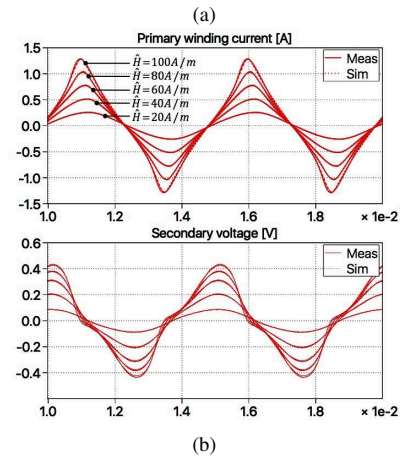 (a)
Primary winding current [A]
1.5
1.0
0.5
0.0
-0.5
-1.0
-1.5
Ĥ=100A/m
Ĥ=80A/m
Ĥ=60A/m
Ĥ=40A/m
Ĥ=20A/m
Meas
Sim
1.0 1.2 1.4 1.6 1.8 × 1e-2
Secondary voltage [V]
0.6
0.4
0.2
0.0
-0.2
-0.4
Meas
Sim
1.0 1.2 1.4 1.6 1.8 × 1e-2
(b)